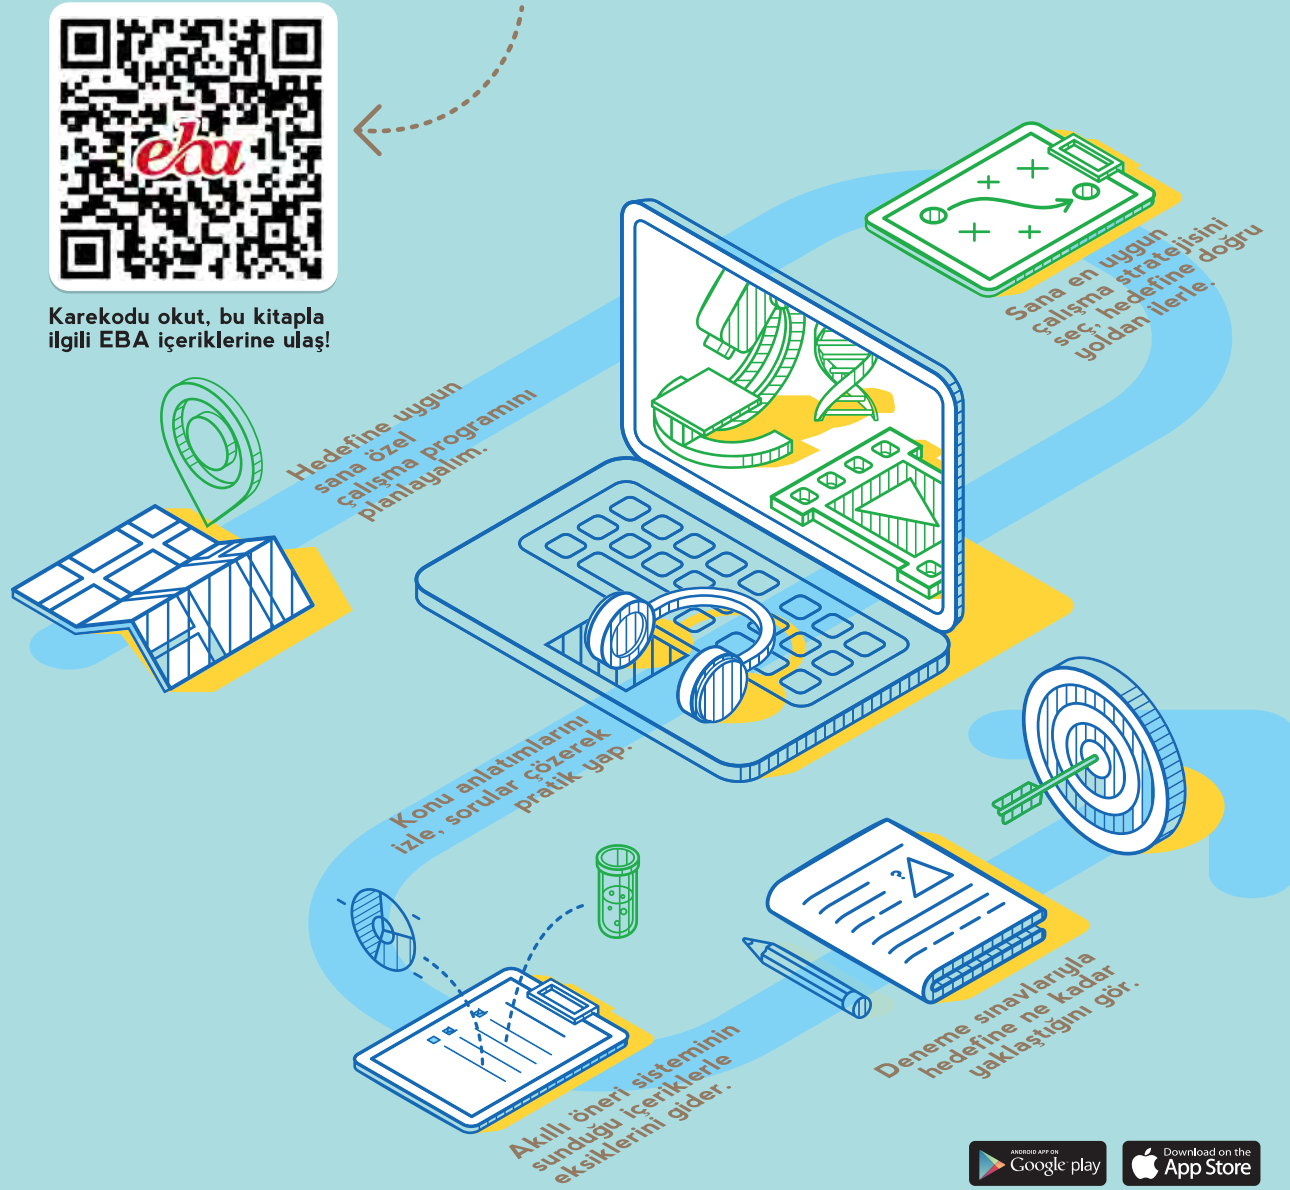 eba
Karekodu okut, bu kitapla
ilgili EBA içeriklerine ulaş!
Hedefine uygun
sana özel
çalışma programını
planlayalım.
Sana en uygun
çalışma stratejisini
seç, hedefine doğru
yoldan ilerle.
Konu anlatımlarını
izle, sorular çözerek
pratik yap.
Akıllı öneri sisteminin
sunduğu içeriklerle
eksiklerini gider.
Deneme sınavlarıyla
hedefine ne kadar
yaklaştığını gör.
ANDROID APP ON
Google play
Download on the
App Store